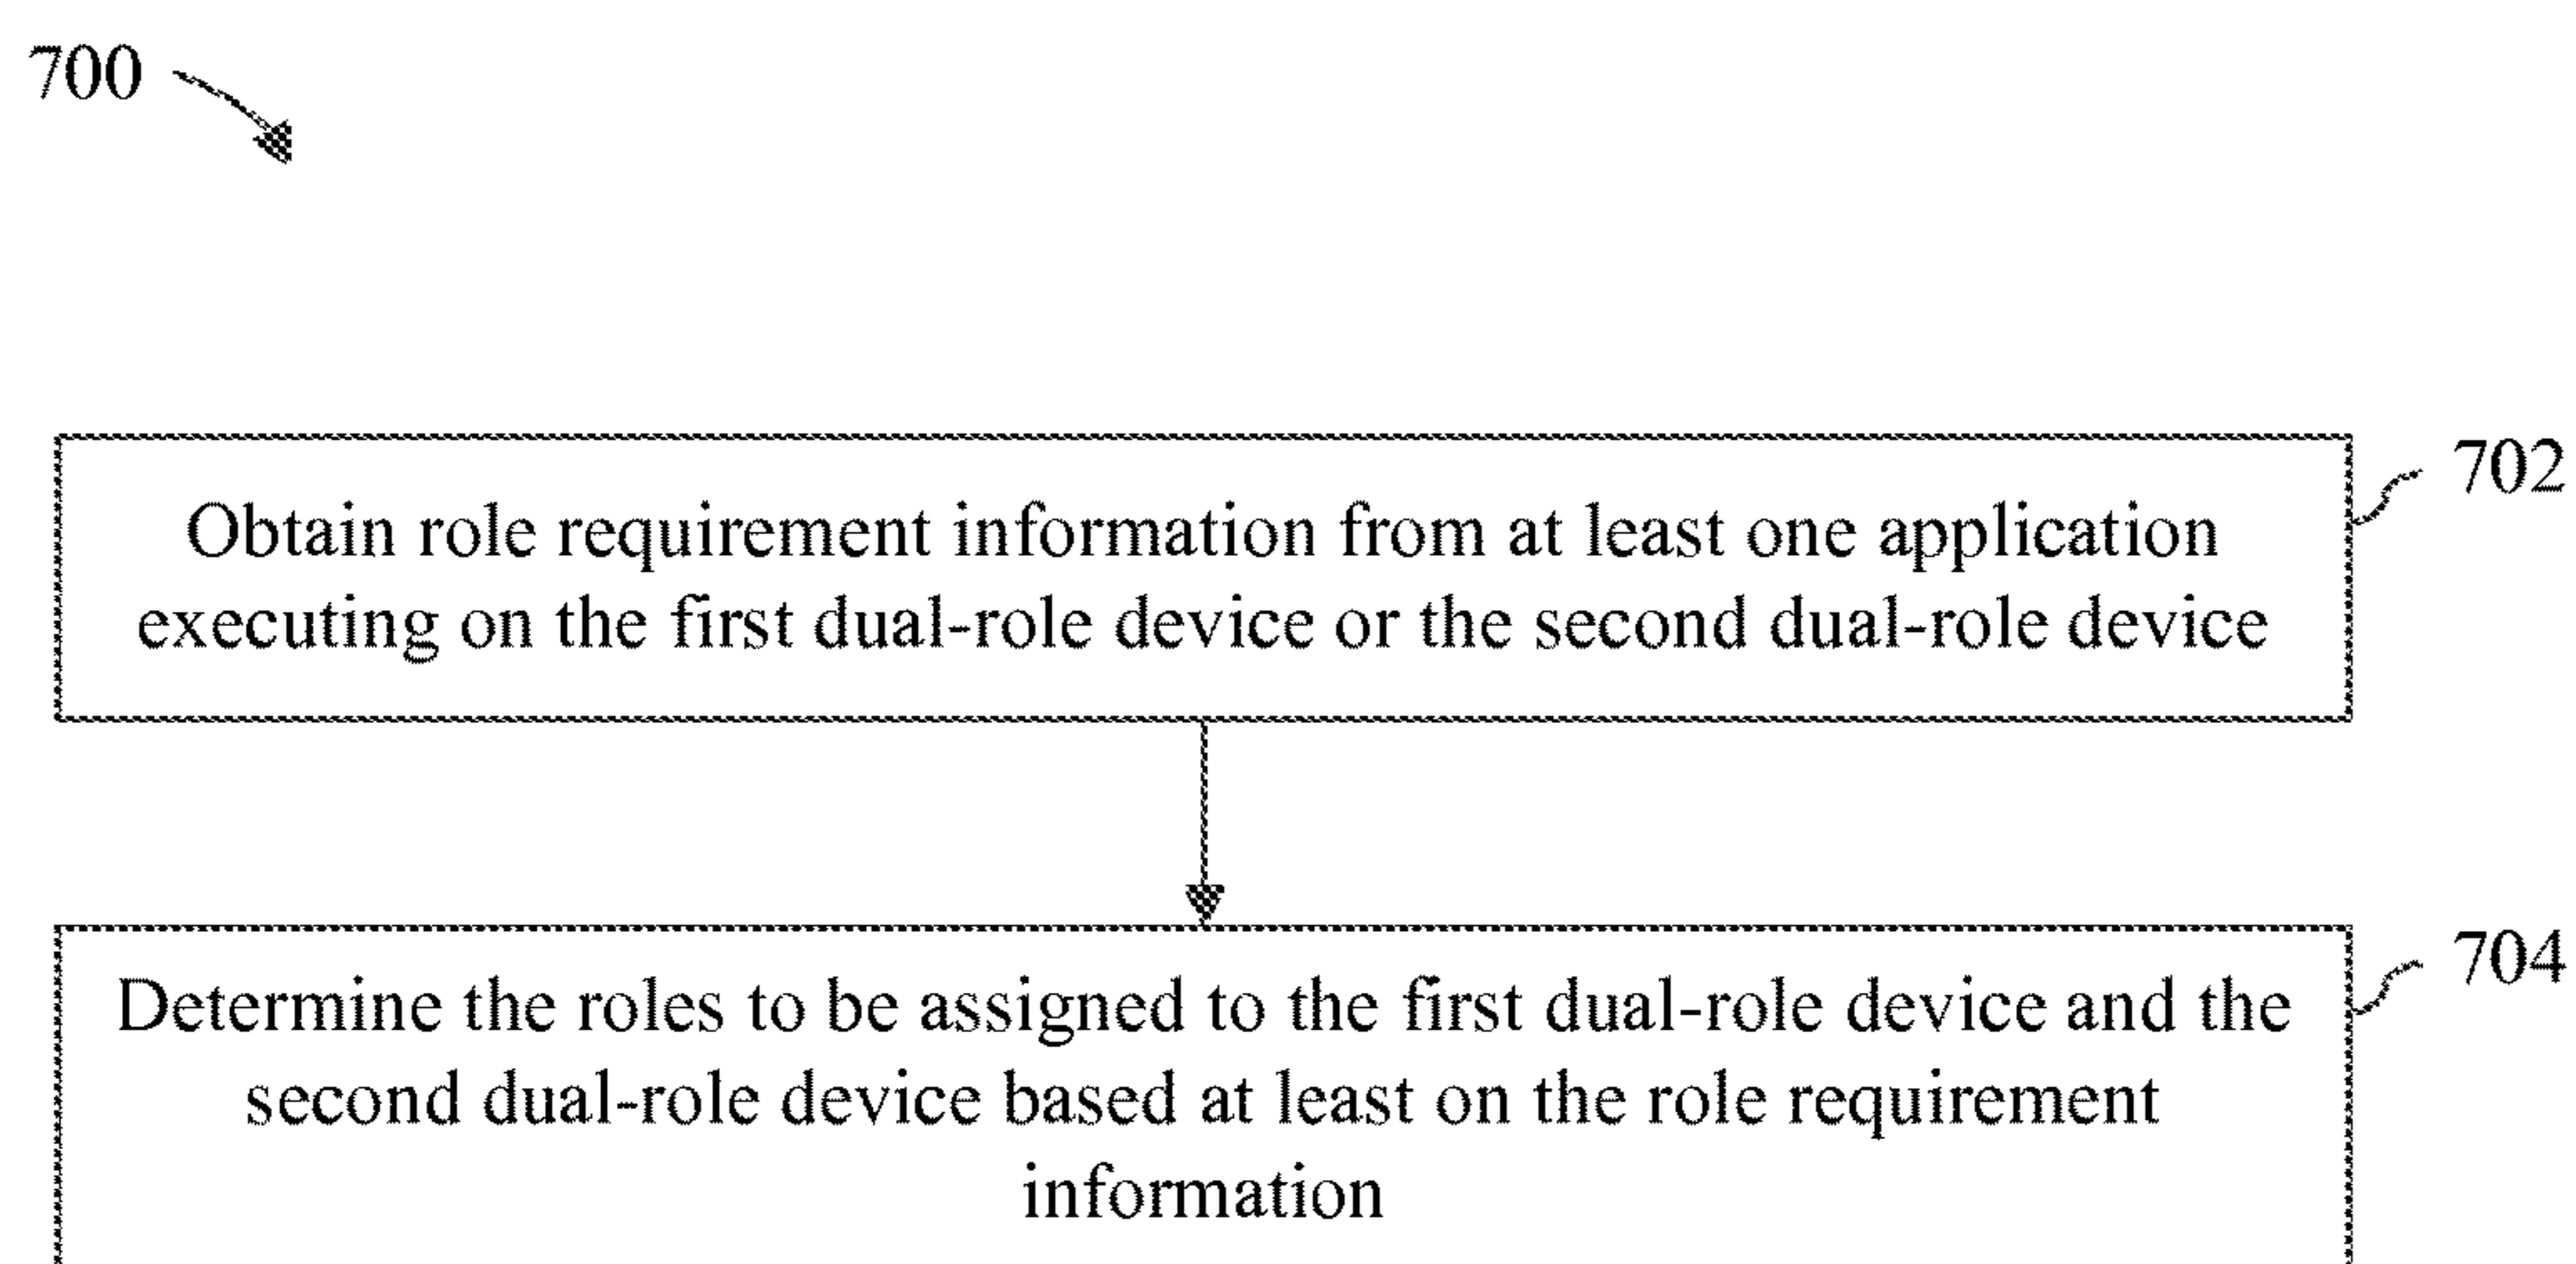 700
702
Obtain role requirement information from at least one application
executing on the first dual-role device or the second dual-role device
704
Determine the roles to be assigned to the first dual-role device and the
second dual-role device based at least on the role requirement
information